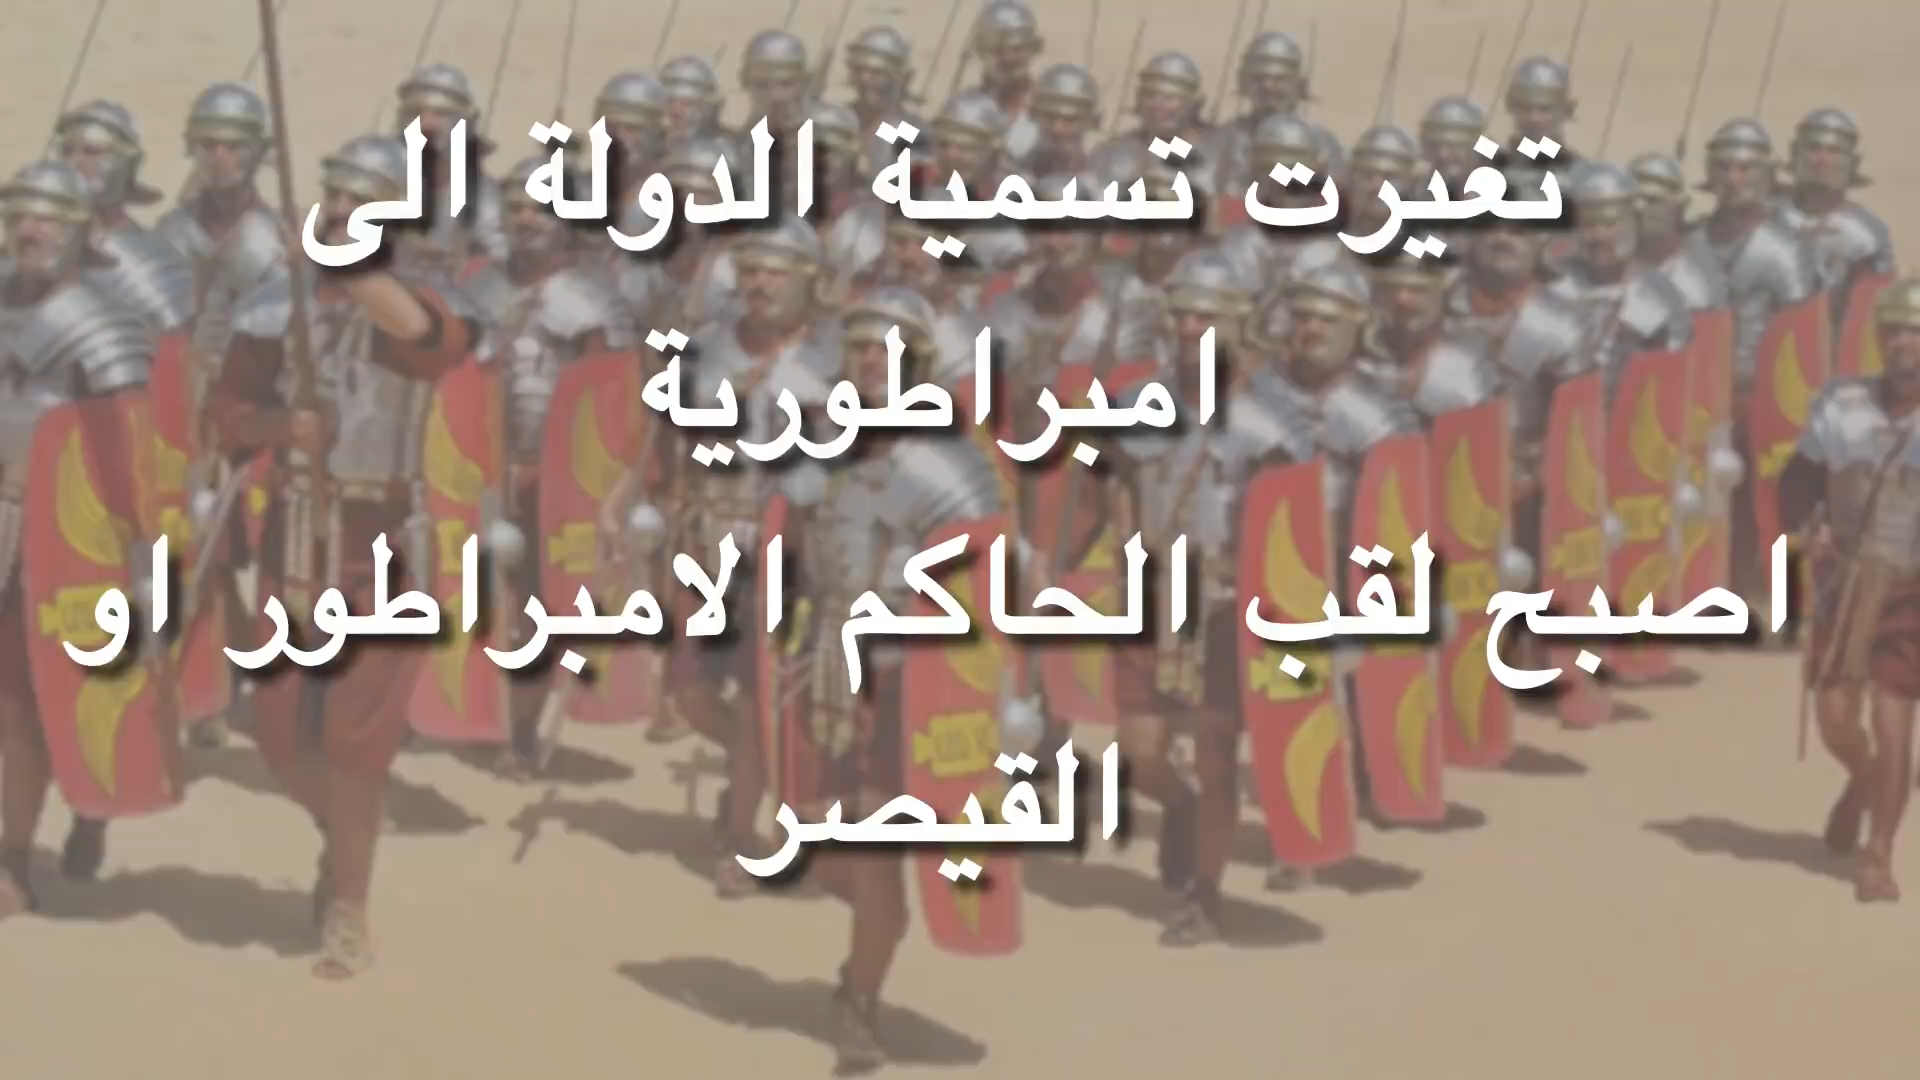 تغيرت تسمية الدولة الى
امبراطورية
اصبح لقب الحاكم الامبراطور او
القيصر